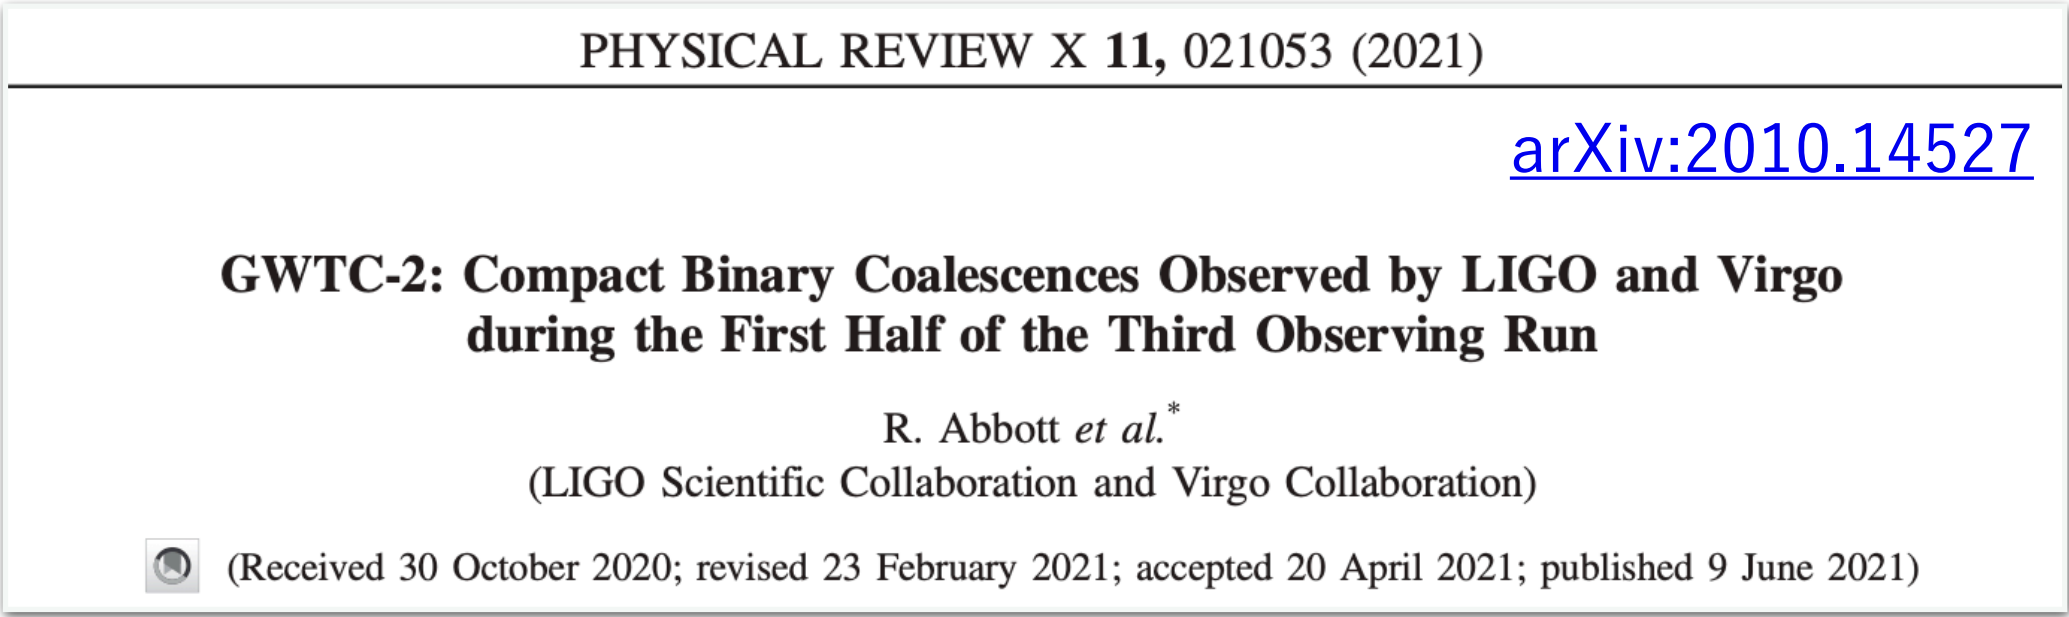 PHYSICAL REVIEW X 11, 021053 (2021)
arXiv:2010.14527
GWTC-2: Compact Binary Coalescences Observed by LIGO and Virgo
during the First Half of the Third Observing Run
R. Abbott et al.*
(LIGO Scientific Collaboration and Virgo Collaboration)
(Received 30 October 2020; revised 23 February 2021; accepted 20 April 2021; published 9 June 2021)